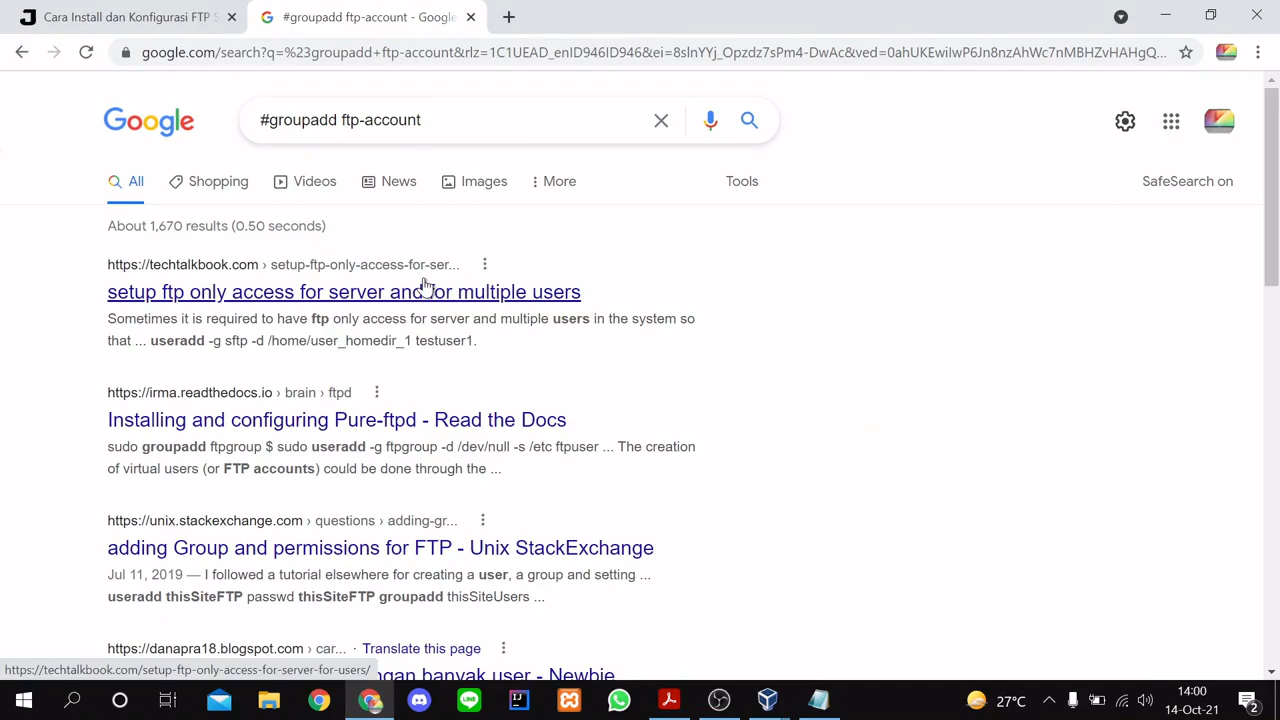 Cara Install dan Konfigurasi FTP S
#groupadd ftp-account - Google
google.com/search?q=%23groupadd+ftp-account&rlz=1C1UEAD_enID946ID946&ei=8slnYYj_Opzdz7sPm4-DwAc&ved=0ahUKEwilwP6Jn8nzAhWc7nMBHZvHAHgQ...
Google
#groupadd ftp-account
All
Shopping
Videos
News
Images
More
Tools
SafeSearch on
About 1,670 results (0.50 seconds)
https://techtalkbook.com › setup-ftp-only-access-for-ser...
setup ftp only access for server and/or multiple users
Sometimes it is required to have ftp only access for server and multiple users in the system so
that ... useradd -g sftp -d /home/user_homedir_1 testuser1.
https://irma.readthedocs.io › brain › ftpd
Installing and configuring Pure-ftpd - Read the Docs
sudo groupadd ftpgroup $ sudo useradd -g ftpgroup -d /dev/null -s /etc ftpuser ... The creation
of virtual users (or FTP accounts) could be done through the ...
https://unix.stackexchange.com › questions › adding-gr...
adding Group and permissions for FTP - Unix StackExchange
Jul 11, 2019 — I followed a tutorial elsewhere for creating a user, a group and setting ...
useradd thisSiteFTP passwd thisSiteFTP groupadd thisSiteUsers ...
https://danapra18.blogspot.com › car... · Translate this page
ngan banyak user - Newbie
https://techtalkbook.com/setup-ftp-only-access-for-server-for-users/
27°C
14:00
14-Oct-21
2